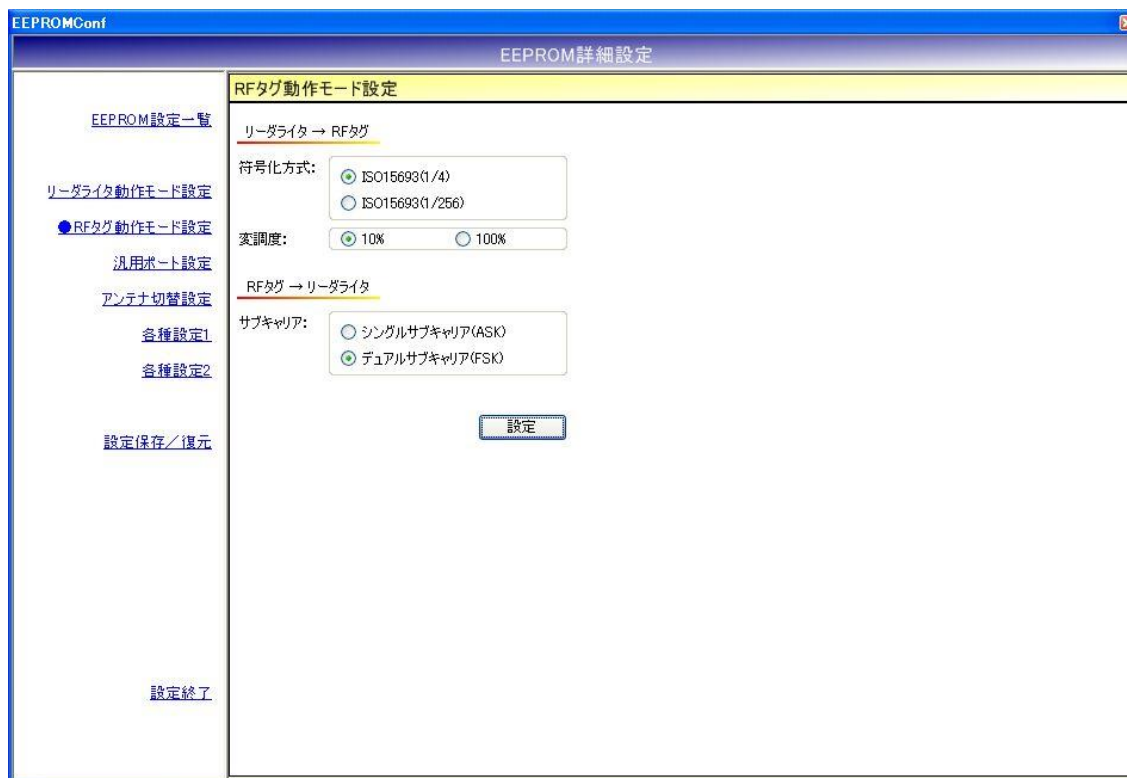 EEPROMConf
EEPROM詳細設定
EEPROM設定一覧
リーダライタ動作モード設定
●RFタグ動作モード設定
汎用ポート設定
アンテナ切替設定
各種設定1
各種設定2
設定保存／復元
設定終了
RFタグ動作モード設定
リーダライタ → RFタグ
符号化方式:
ISO15693(1/4)
ISO15693(1/256)
変調度:
10% 100%
RFタグ → リーダライタ
サブキャリア:
シングルサブキャリア(ASK)
デュアルサブキャリア(FSK)
設定